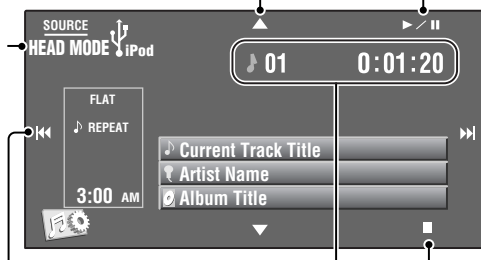 SOURCE
HEAD MODE iPod
01 0:01:20
FLAT
REPEAT
Current Track Title
Artist Name
Album Title
3:00 AM